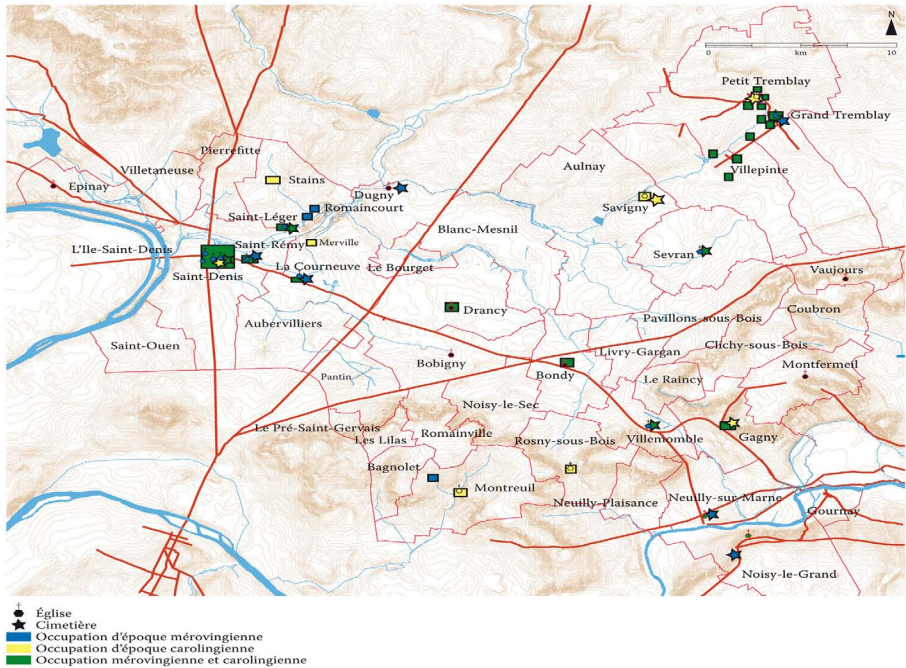 N
0
km
10
Petit Tremblay
Grand Tremblay
Pierrefitte
Villetaneuse
Aulnay
Villepinte
Epinay
Stains
Dugny
Romaincourt
Savigny
Saint-Léger
Blanc-Mesnil
L'Ile-Saint-Denis
Saint-Rémy
Merville
Sevran
Saint-Denis
La Courneuve
Le Bourget
Vaujours
Drancy
Coubron
Aubervilliers
Pavillons-sous-Bois
Saint-Ouen
Clichy-sous-Bois
Livry-Gargan
Bobigny
Montfermeil
Pantin
Bondy
Le Raincy
Noisy-le-Sec
Le Pré-Saint-Gervais
Romainville
Les Lilas
Rosny-sous-Bois
Villemomble
Gagny
Bagnolet
Montreuil
Neuilly-Plaisance
Neuilly-sur-Marne
Gournay
Noisy-le-Grand
Église
Cimetière
Occupation d'époque mérovingienne
Occupation d'époque carolingienne
Occupation mérovingienne et carolingienne